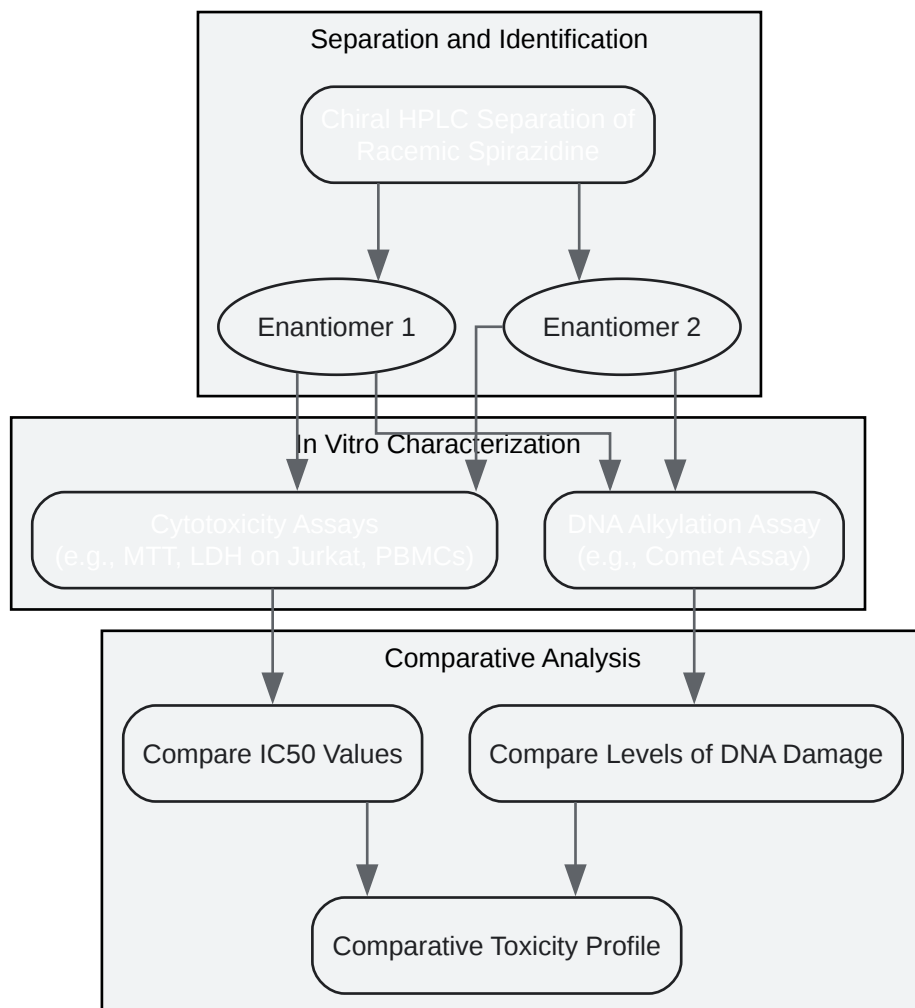 Separation and Identification
Chiral HPLC Separation of
Racemic Spirazidine
Enantiomer 1
Enantiomer 2
In Vitro Characterization
Cytotoxicity Assays
(e.g., MTT, LDH on Jurkat, PBMCs)
DNA Alkylation Assay
(e.g., Comet Assay)
Comparative Analysis
Compare IC50 Values
Compare Levels of DNA Damage
Comparative Toxicity Profile